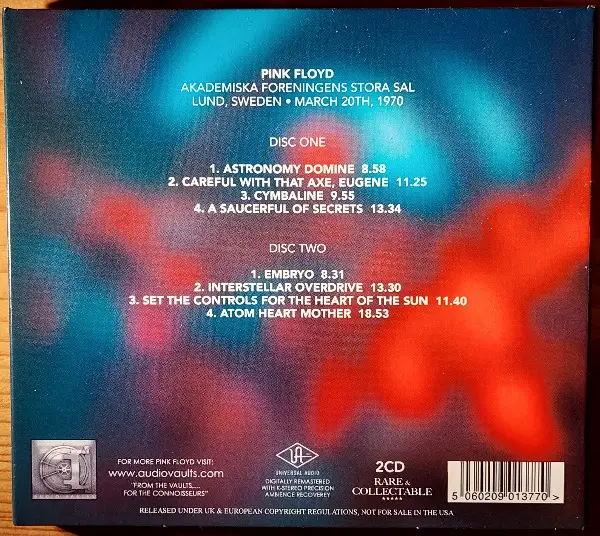 PINK FLOYD
AKADEMISKA FORENINGENS STORA SAL
LUND, SWEDEN • MARCH 20TH, 1970
DISC ONE
1. ASTRONOMY DOMINE 8.58
2. CAREFUL WITH THAT AXE, EUGENE 11.25
3. CYMBALINE 9.55
4. A SAUCERFUL OF SECRETS 13.34
DISC TWO
1. EMBRYO 8.31
2. INTERSTELLAR OVERDRIVE 13.30
3. SET THE CONTROLS FOR THE HEART OF THE SUN 11.40
4. ATOM HEART MOTHER 18.53
FOR MORE PINK FLOYD VISIT!
www.audiovaults.com
"FROM THE VAULTS....
FOR THE CONNOISSEURS"
UA
UNIVERSAL AUDIO
DIGITALLY REMASTERED
WITH K-STEREO PRECISION
AMBIENCE RECOVEREY
2CD
RARE &
COLLECTABLE
*****
5 060209 013770 >
RELEASED UNDER UK & EUROPEAN COPYRIGHT REGULATIONS, NOT FOR SALE IN THE USA